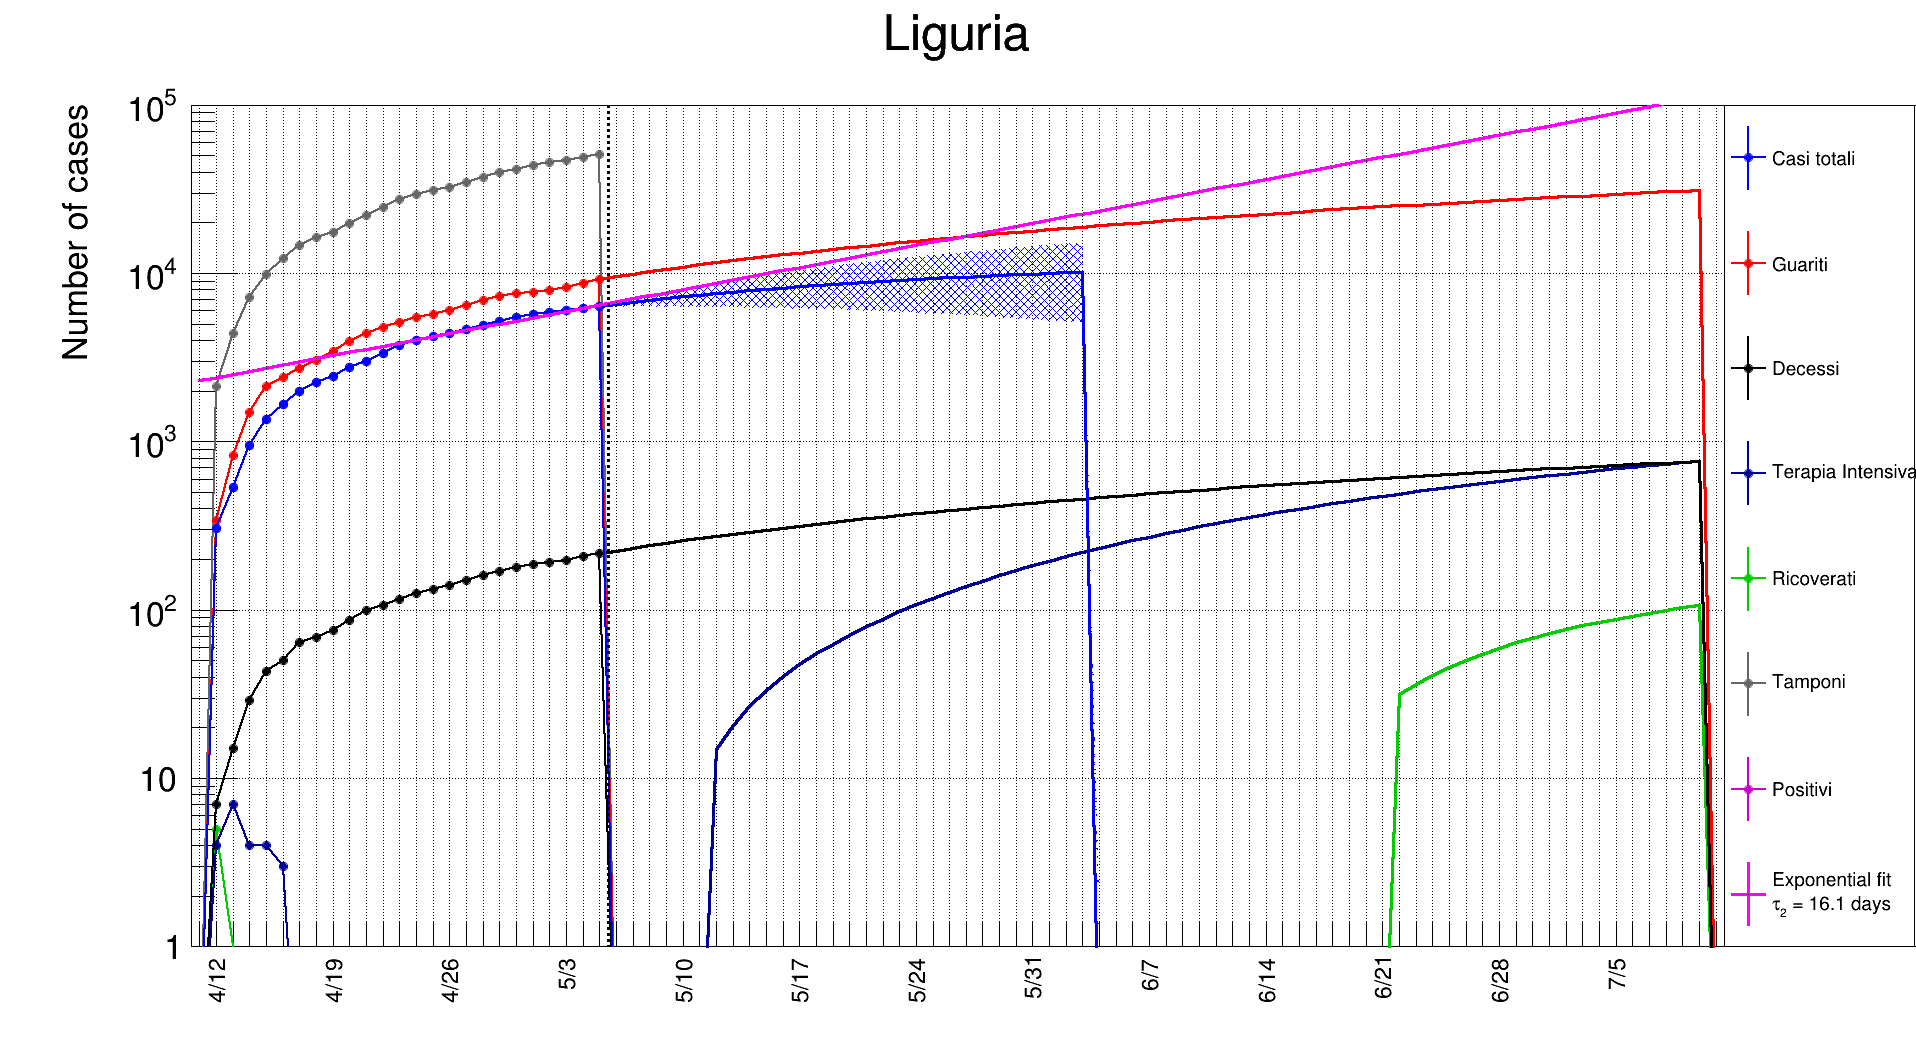 Liguria
Number of cases
10^5
10^4
10^3
10^2
10
1
4/12
4/19
4/26
5/3
5/10
5/17
5/24
5/31
6/7
6/14
6/21
6/28
7/5
Casi totali
Guariti
Decessi
Terapia Intensiva
Ricoverati
Tamponi
Positivi
Exponential fit
τ_2 = 16.1 days